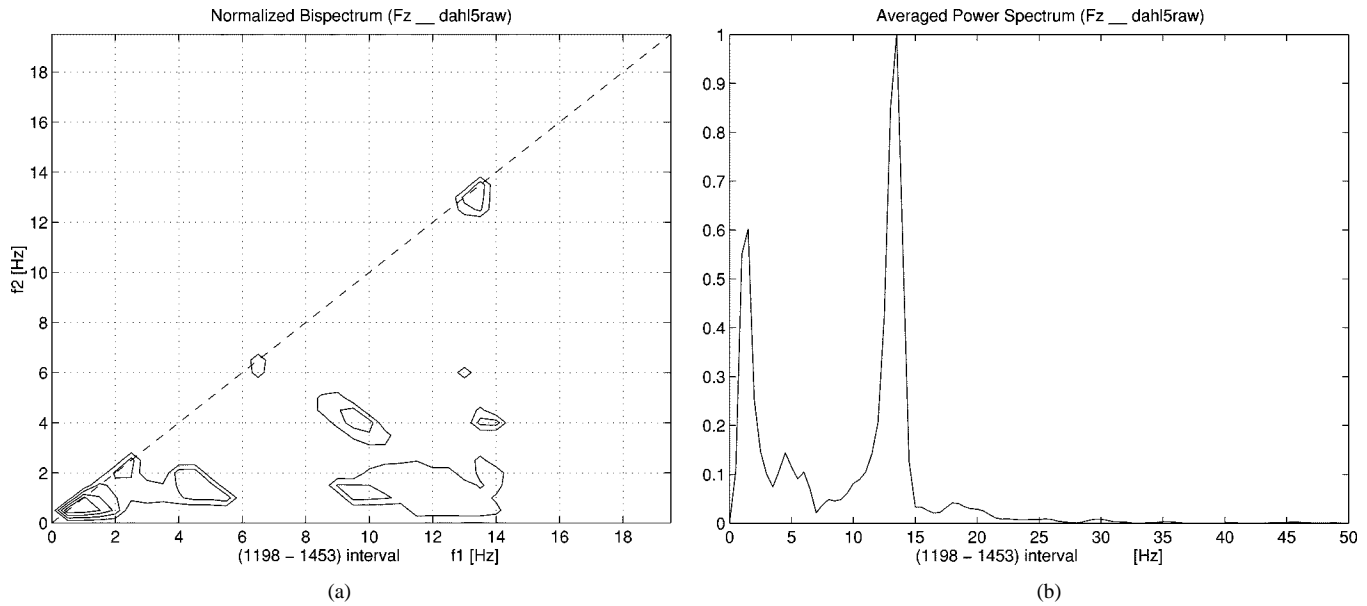 Normalized Bispectrum (Fz __ dahl5raw)
18
16
14
12
10
8
6
4
2
0
f2 [Hz]
0 2 4 6 8 10 12 14 16 18
(1198 − 1453) interval f1 [Hz]
(a)
Averaged Power Spectrum (Fz __ dahl5raw)
1
0.9
0.8
0.7
0.6
0.5
0.4
0.3
0.2
0.1
0
0 5 10 15 20 25 30 35 40 45 50
(1198 − 1453) interval [Hz]
(b)